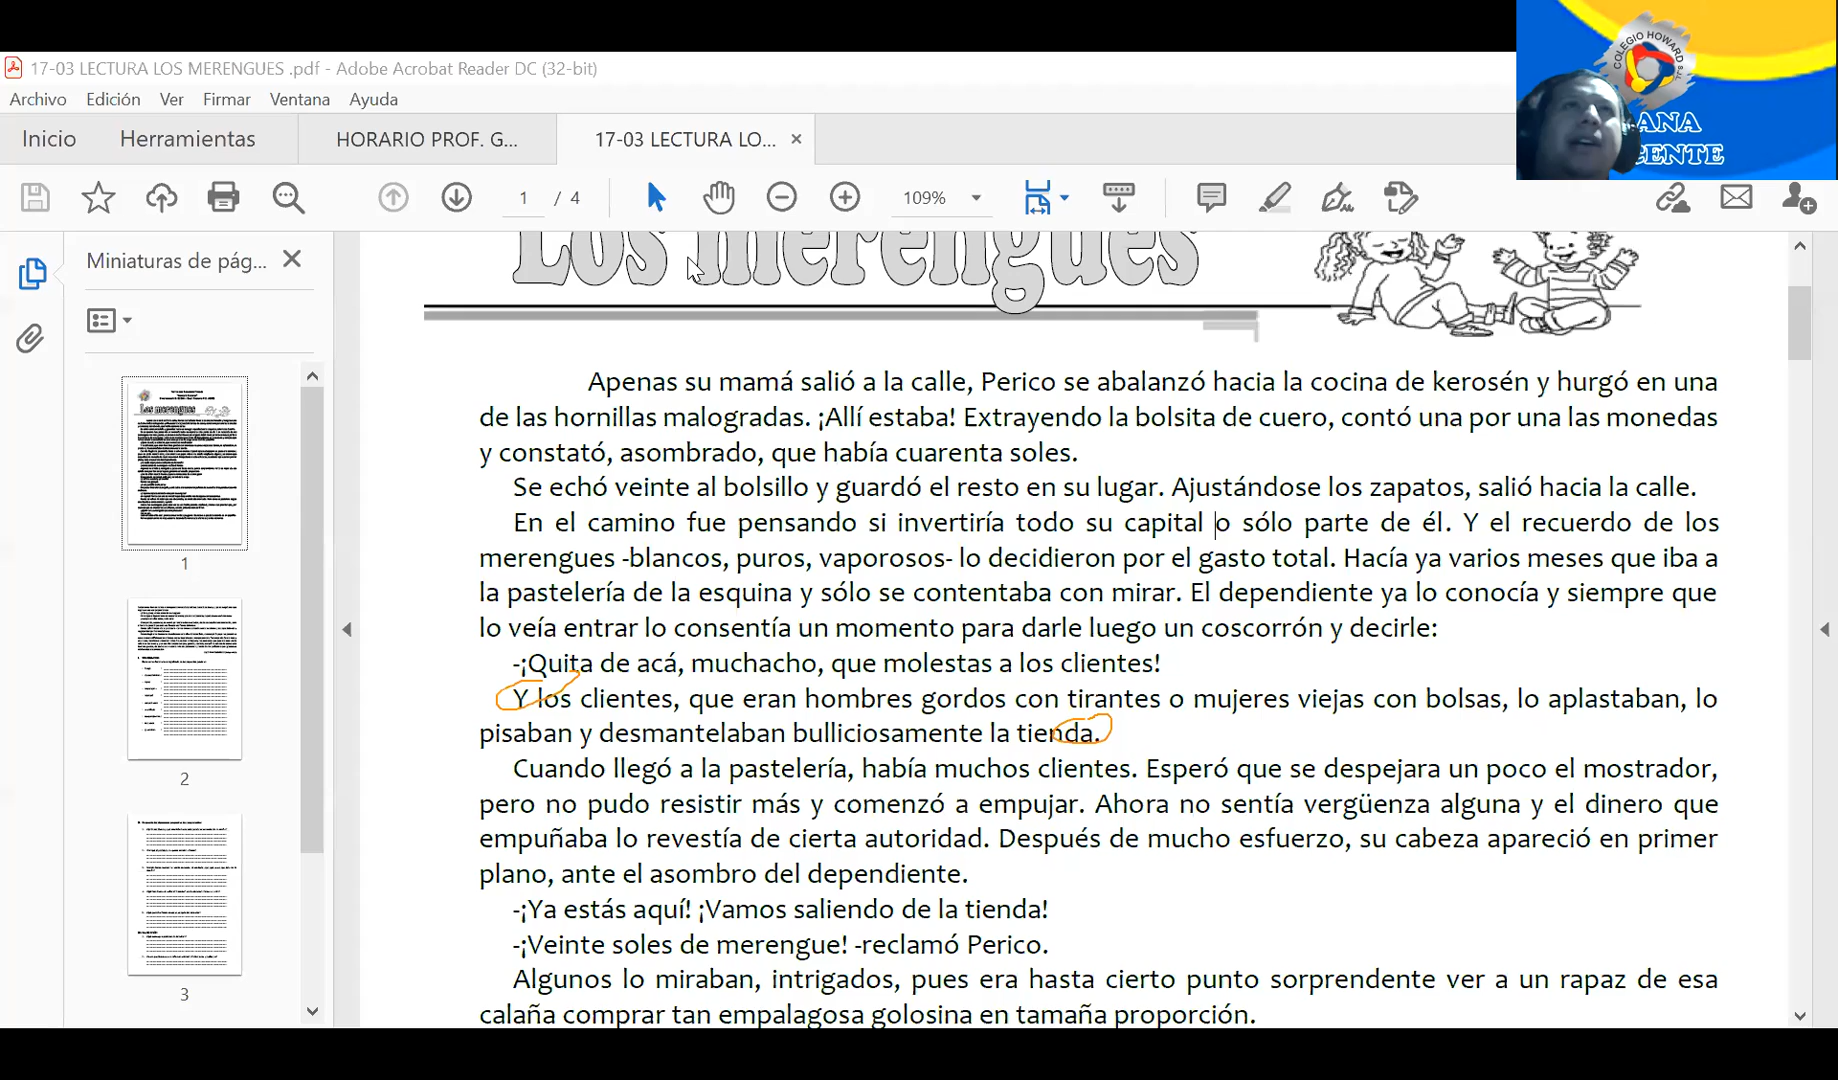 17-03 LECTURA LOS MERENGUES .pdf - Adobe Acrobat Reader DC (32-bit)
Archivo Edición Ver Firmar Ventana Ayuda
Inicio Herramientas HORARIO PROF. G... 17-03 LECTURA LO...
COLEGIO HOWARD
1 / 4 109%
Miniaturas de pág...
Los merengues
Apenas su mamá salió a la calle, Perico se abalanzó hacia la cocina de kerosén y hurgó en una
de las hornillas malogradas. ¡Allí estaba! Extrayendo la bolsita de cuero, contó una por una las monedas
y constató, asombrado, que había cuarenta soles.
Se echó veinte al bolsillo y guardó el resto en su lugar. Ajustándose los zapatos, salió hacia la calle.
En el camino fue pensando si invertiría todo su capital o sólo parte de él. Y el recuerdo de los
merengues -blancos, puros, vaporosos- lo decidieron por el gasto total. Hacía ya varios meses que iba a
la pastelería de la esquina y sólo se contentaba con mirar. El dependiente ya lo conocía y siempre que
lo veía entrar lo consentía un momento para darle luego un coscorrón y decirle:
-¡Quita de acá, muchacho, que molestas a los clientes!
Y los clientes, que eran hombres gordos con tirantes o mujeres viejas con bolsas, lo aplastaban, lo
pisaban y desmantelaban bulliciosamente la tienda.
Cuando llegó a la pastelería, había muchos clientes. Esperó que se despejara un poco el mostrador,
pero no pudo resistir más y comenzó a empujar. Ahora no sentía vergüenza alguna y el dinero que
empuñaba lo revestía de cierta autoridad. Después de mucho esfuerzo, su cabeza apareció en primer
plano, ante el asombro del dependiente.
-¡Ya estás aquí! ¡Vamos saliendo de la tienda!
-¡Veinte soles de merengue! -reclamó Perico.
Algunos lo miraban, intrigados, pues era hasta cierto punto sorprendente ver a un rapaz de esa
calaña comprar tan empalagosa golosina en tamaña proporción.
1
2
3